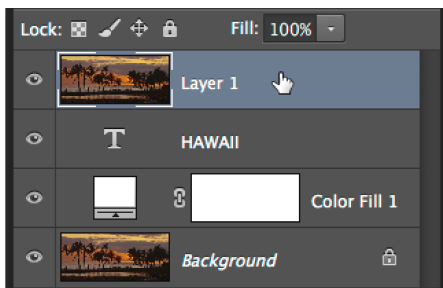 Lock: Fill: 100%
Layer 1
T HAWAII
Color Fill 1
Background